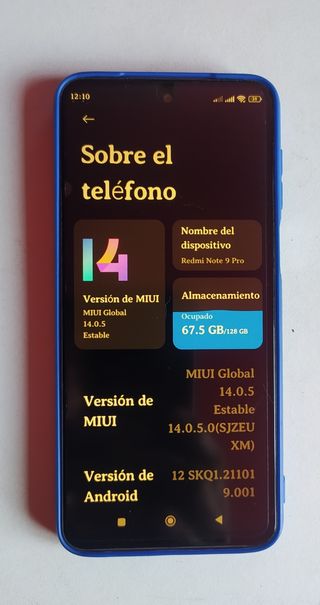 12:10
Sobre el
teléfono
14
Versión de MIUI
MIUI Global
14.0.5
Estable
Nombre del
dispositivo
Redmi Note 9 Pro
Almacenamiento
Ocupado
67.5 GB/128 GB
Versión de
MIUI
MIUI Global
14.0.5
Estable
14.0.5.0(SJZEU
XM)
Versión de
Android
12 SKQ1.21101
9.001